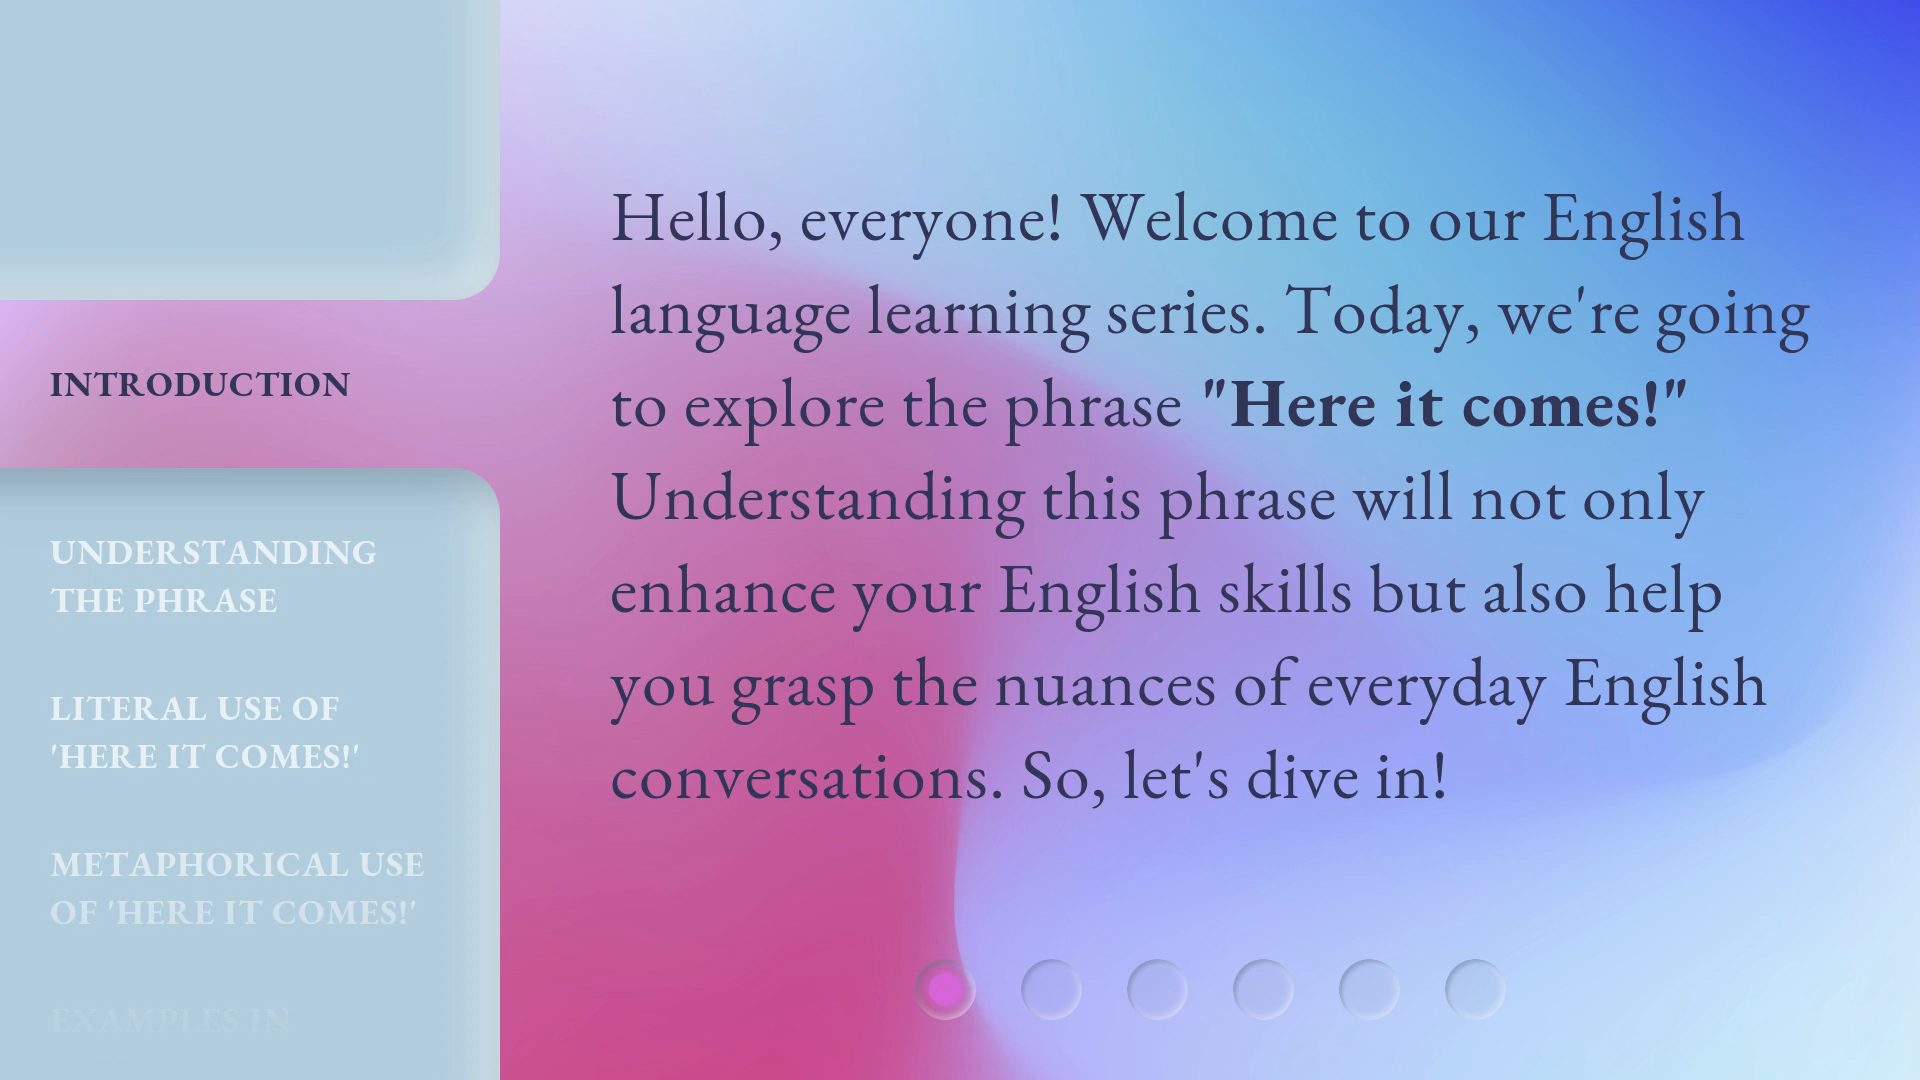 INTRODUCTION
UNDERSTANDING
THE PHRASE
LITERAL USE OF
'HERE IT COMES!'
METAPHORICAL USE
OF 'HERE IT COMES!'
EXAMPLES IN
Hello, everyone! Welcome to our English
language learning series. Today, we're going
to explore the phrase "Here it comes!"
Understanding this phrase will not only
enhance your English skills but also help
you grasp the nuances of everyday English
conversations. So, let's dive in!